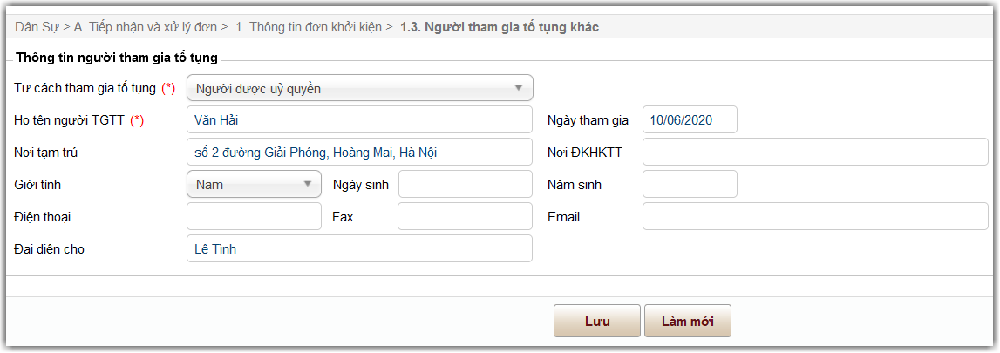 Dân Sự > A. Tiếp nhận và xử lý đơn > 1. Thông tin đơn khởi kiện > 1.3. Người tham gia tố tụng khác
Thông tin người tham gia tố tụng
Tư cách tham gia tố tụng (*) Người được uỷ quyền
Họ tên người TGTT (*) Văn Hải Ngày tham gia 10/06/2020
Nơi tạm trú số 2 đường Giải Phóng, Hoàng Mai, Hà Nội Nơi ĐKHKTT
Giới tính Nam Ngày sinh Năm sinh
Điện thoại Fax Email
Đại diện cho Lê Tình
Lưu Làm mới